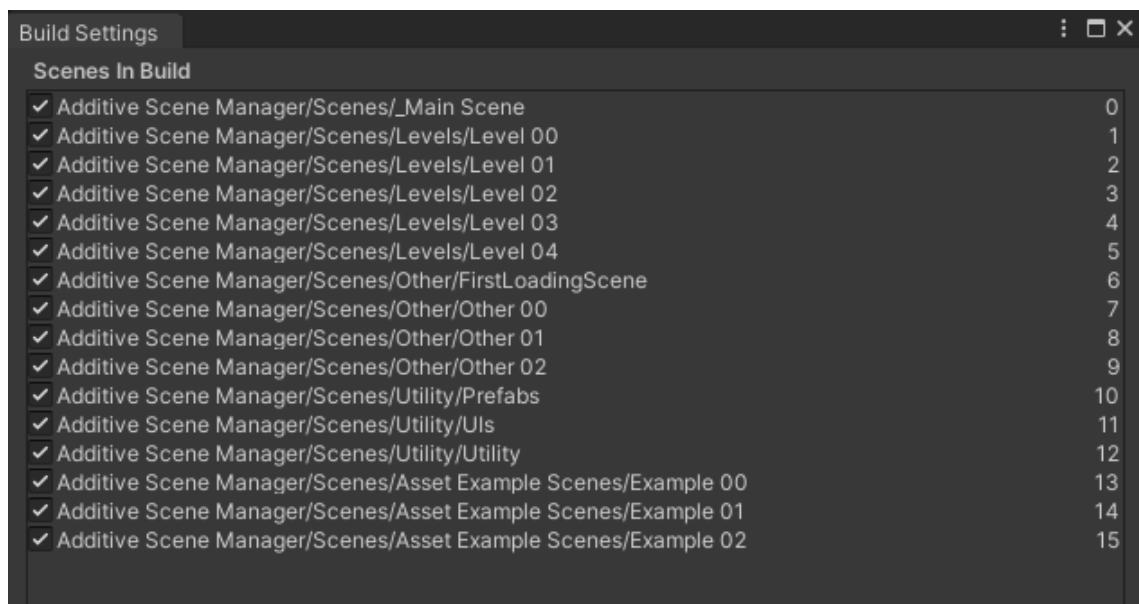 Build Settings
Scenes In Build
Additive Scene Manager/Scenes/_Main Scene 0
Additive Scene Manager/Scenes/Levels/Level 00 1
Additive Scene Manager/Scenes/Levels/Level 01 2
Additive Scene Manager/Scenes/Levels/Level 02 3
Additive Scene Manager/Scenes/Levels/Level 03 4
Additive Scene Manager/Scenes/Levels/Level 04 5
Additive Scene Manager/Scenes/Other/FirstLoadingScene 6
Additive Scene Manager/Scenes/Other/Other 00 7
Additive Scene Manager/Scenes/Other/Other 01 8
Additive Scene Manager/Scenes/Other/Other 02 9
Additive Scene Manager/Scenes/Utility/Prefabs 10
Additive Scene Manager/Scenes/Utility/UIs 11
Additive Scene Manager/Scenes/Utility/Utility 12
Additive Scene Manager/Scenes/Asset Example Scenes/Example 00 13
Additive Scene Manager/Scenes/Asset Example Scenes/Example 01 14
Additive Scene Manager/Scenes/Asset Example Scenes/Example 02 15